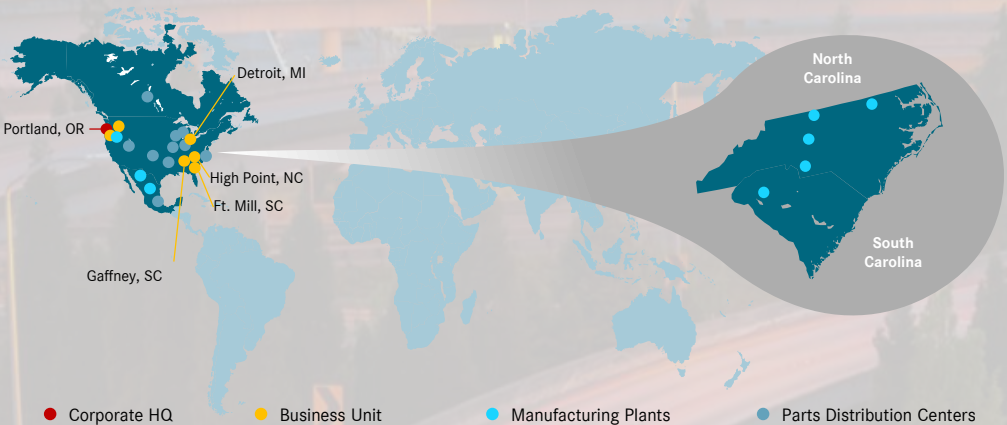 North
Carolina
Detroit, MI
Portland, OR
High Point, NC
Ft. Mill, SC
South
Carolina
Gaffney, SC
Corporate HQ
Business Unit
Manufacturing Plants
Parts Distribution Centers